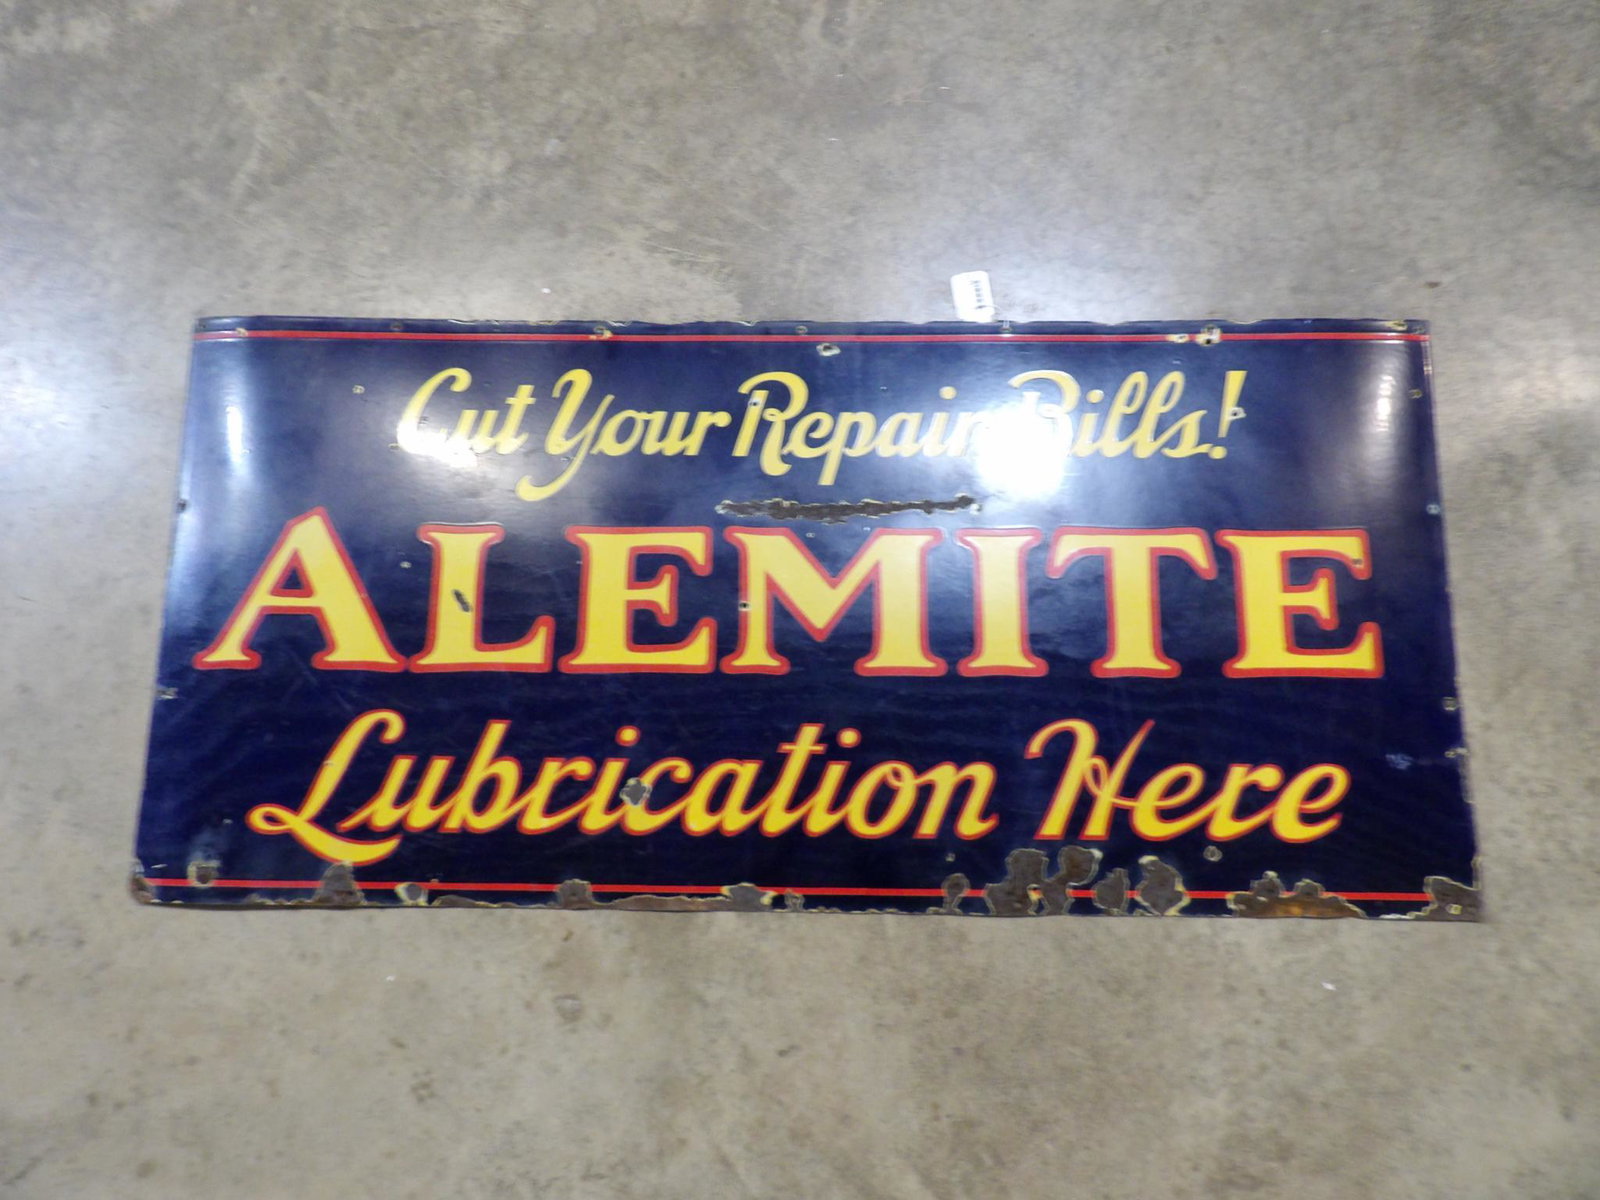 Cut Your Repair Bills!
ALEMITE
Lubrication Here